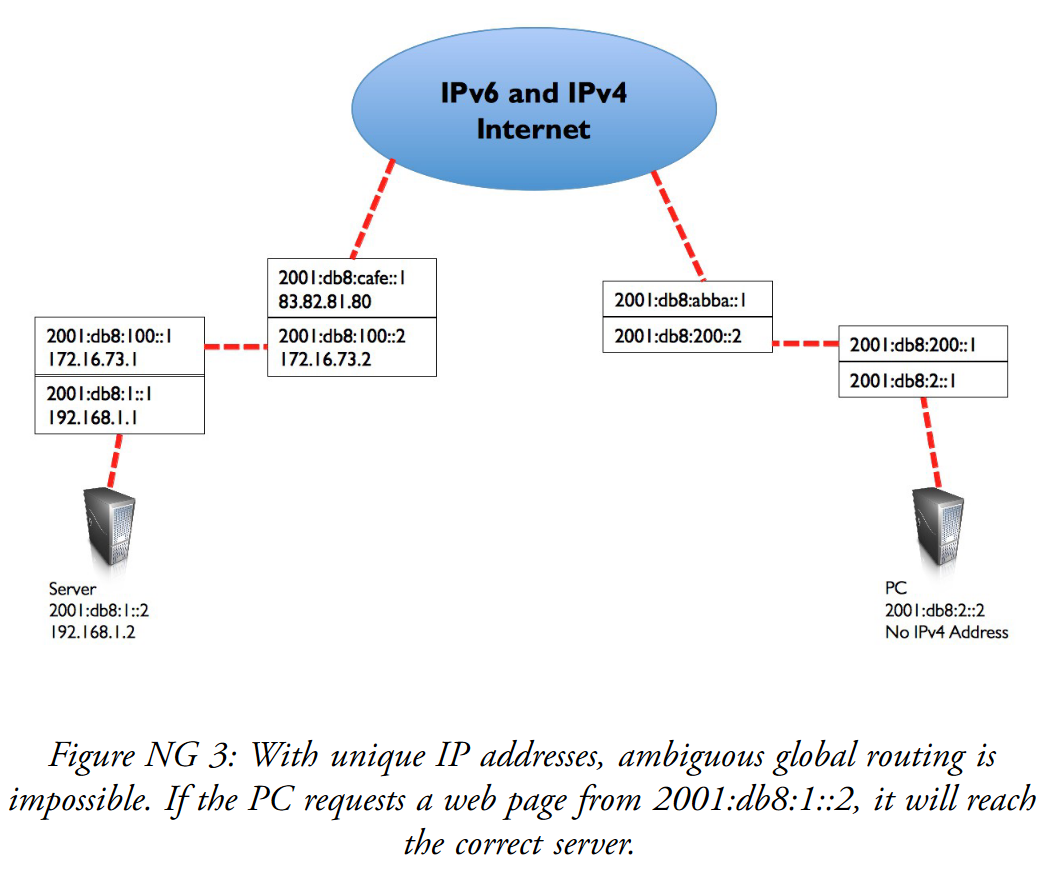 IPv6 and IPv4
Internet
2001:db8:cafe::1
83.82.81.80
2001:db8:100::2
172.16.73.2
2001:db8:100::1
172.16.73.1
2001:db8:1::1
192.168.1.1
2001:db8:abba::1
2001:db8:200::2
2001:db8:200::1
2001:db8:2::1
Server
2001:db8:1::2
192.168.1.2
PC
2001:db8:2::2
No IPv4 Address
Figure NG 3: With unique IP addresses, ambiguous global routing is
impossible. If the PC requests a web page from 2001:db8:1::2, it will reach
the correct server.